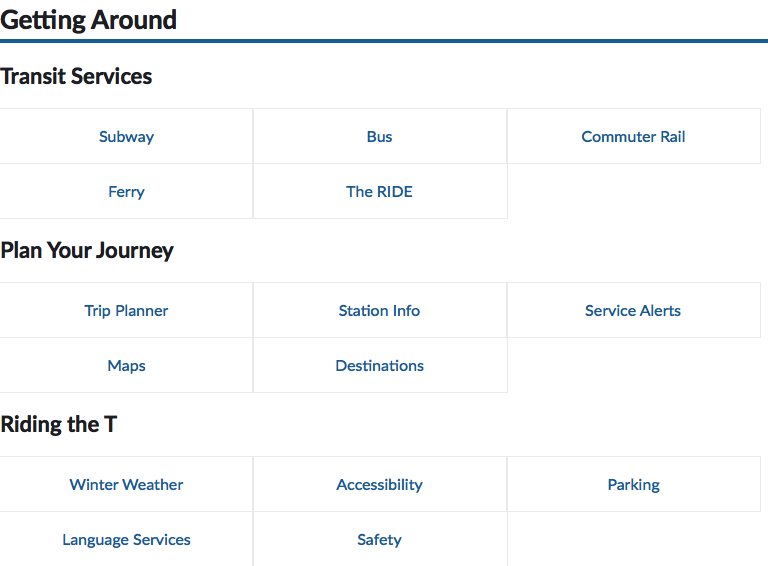 Getting Around
Transit Services
Subway Bus Commuter Rail
Ferry The RIDE
Plan Your Journey
Trip Planner Station Info Service Alerts
Maps Destinations
Riding the T
Winter Weather Accessibility Parking
Language Services Safety